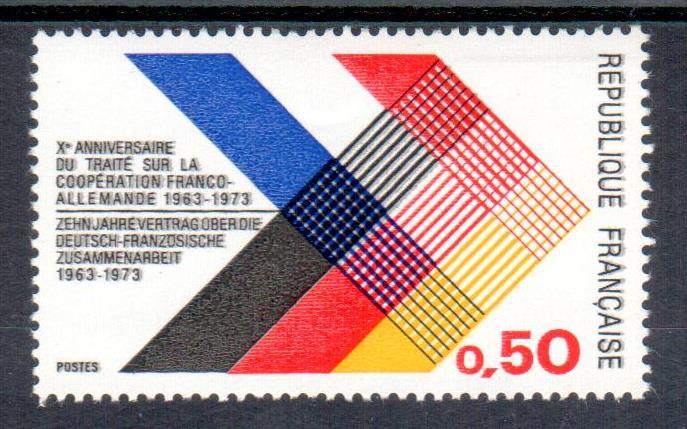 Xe ANNIVERSAIRE
DU TRAITÉ SUR LA
COOPÉRATION FRANCO-
ALLEMANDE 1963-1973
ZEHN JAHRE VERTRAG ÜBER DIE
DEUTSCH-FRANZÖSISCHE
ZUSAMMENARBEIT
1963-1973
POSTES
0,50
REPUBLIQUE FRANÇAISE